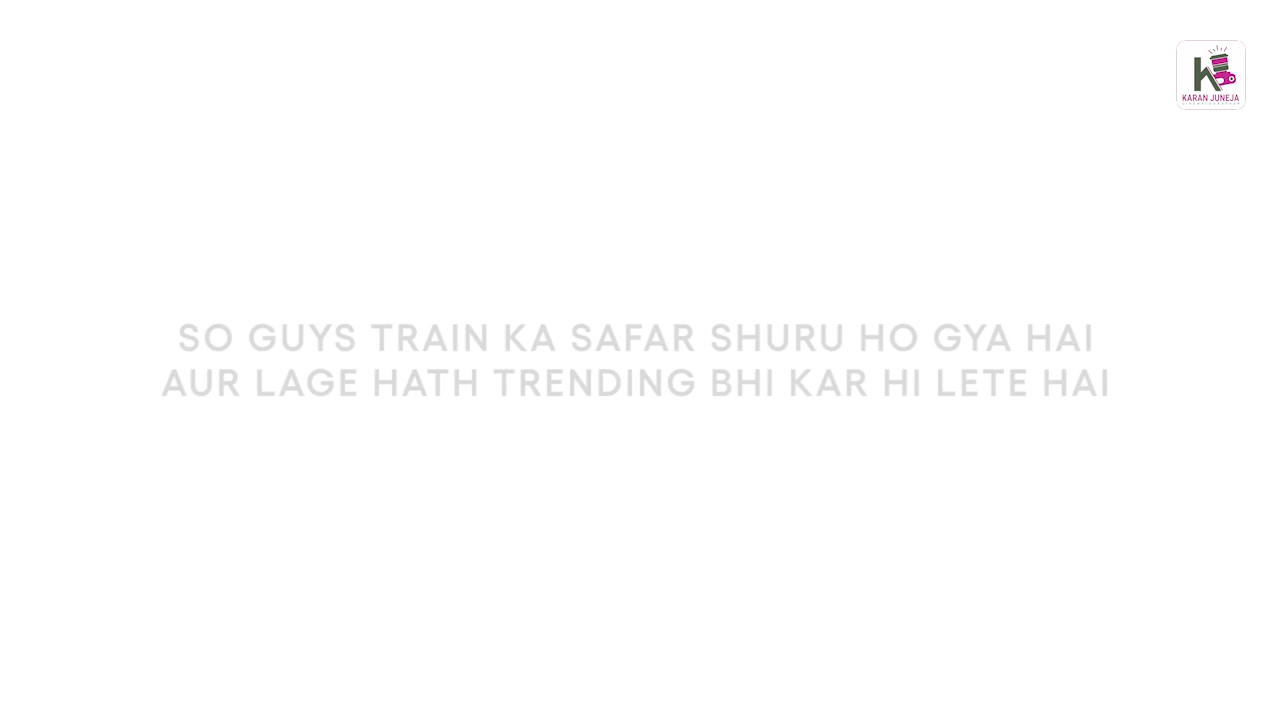 KARAN JUNEJA
CINEMATOGRAPHER
SO GUYS TRAIN KA SAFAR SHURU HO GYA HAI
AUR LAGE HATH TRENDING BHI KAR HI LETE HAI